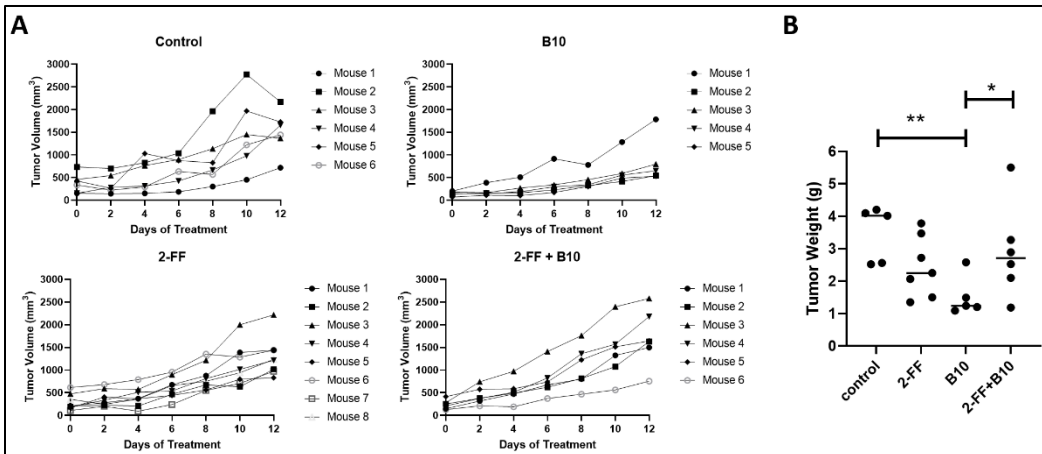 A
Control
Tumor Volume (mm³)
3000
2500
2000
1500
1000
500
0
0 2 4 6 8 10 12
Days of Treatment
Mouse 1
Mouse 2
Mouse 3
Mouse 4
Mouse 5
Mouse 6
B10
Tumor Volume (mm³)
3000
2500
2000
1500
1000
500
0
0 2 4 6 8 10 12
Days of Treatment
Mouse 1
Mouse 2
Mouse 3
Mouse 4
Mouse 5
2-FF
Tumor Volume (mm³)
3000
2500
2000
1500
1000
500
0
0 2 4 6 8 10 12
Days of Treatment
Mouse 1
Mouse 2
Mouse 3
Mouse 4
Mouse 5
Mouse 6
Mouse 7
Mouse 8
2-FF + B10
Tumor Volume (mm³)
3000
2500
2000
1500
1000
500
0
0 2 4 6 8 10 12
Days of Treatment
Mouse 1
Mouse 2
Mouse 3
Mouse 4
Mouse 5
Mouse 6
B
*
**
Tumor Weight (g)
6
5
4
3
2
1
0
control
2-FF
B10
2-FF+B10